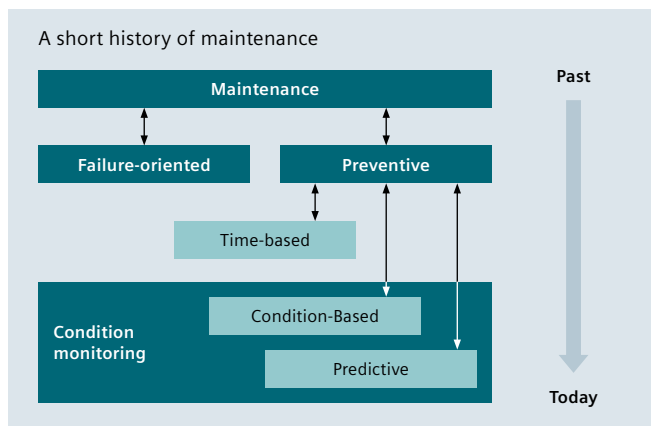 A short history of maintenance
Maintenance
Past
Failure-oriented
Preventive
Time-based
Condition
monitoring
Condition-Based
Predictive
Today